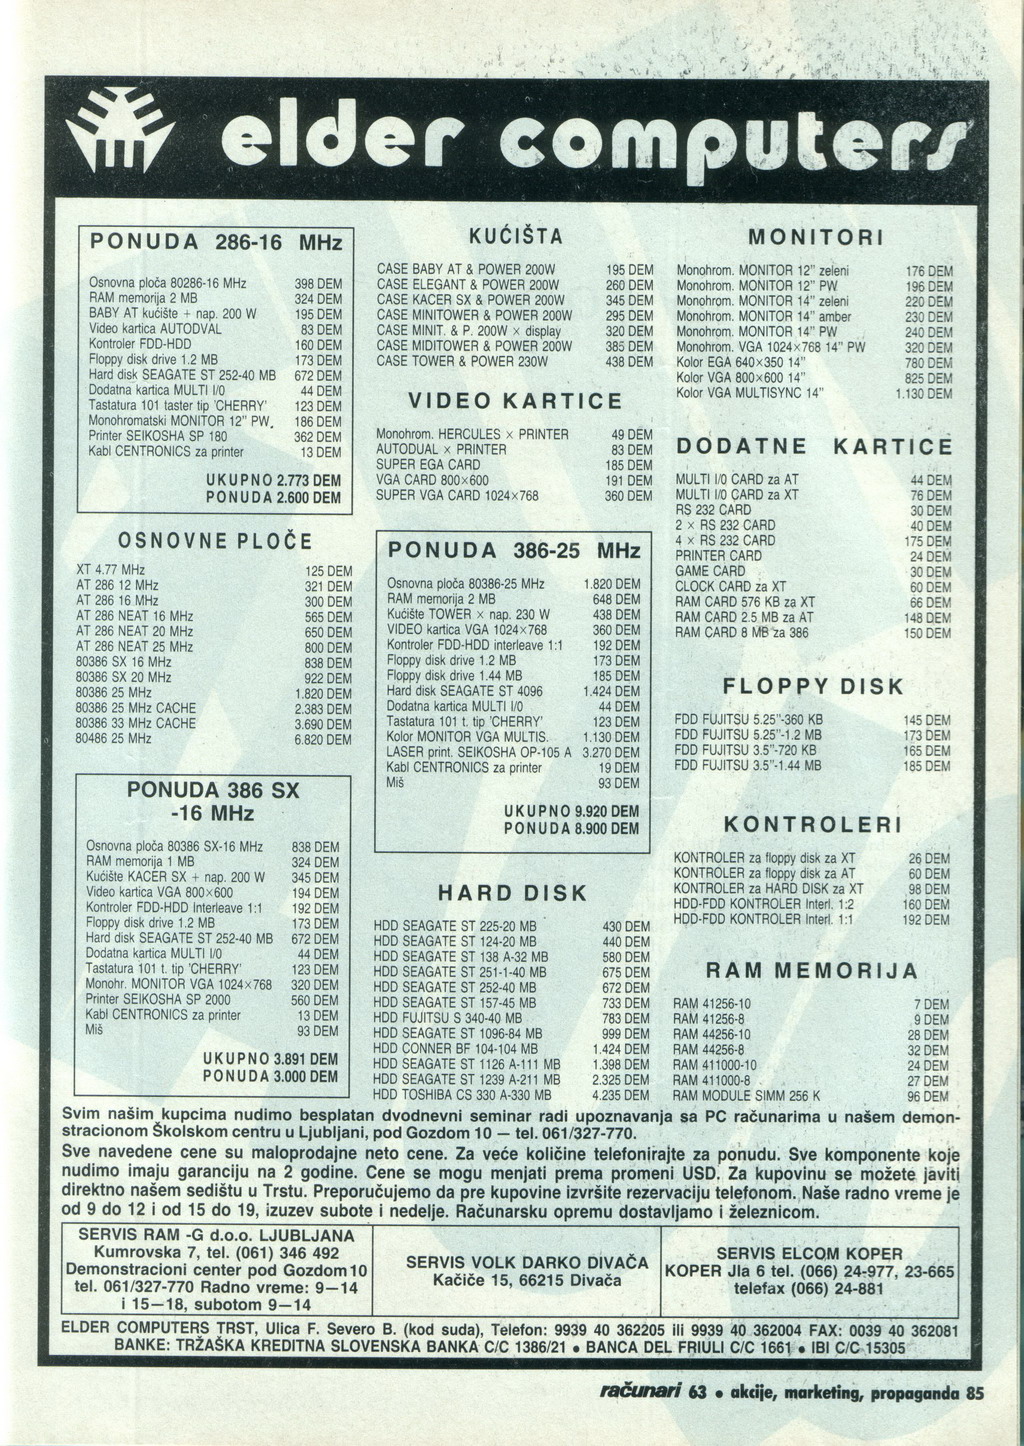 elder computers
PONUDA 286-16 MHz
Osnovna ploča 80286-16 MHz 398 DEM
RAM memorija 2 MB 324 DEM
BABY AT kućište + nap. 200 W 195 DEM
Video kartica AUTODVAL 83 DEM
Kontroler FDD-HDD 160 DEM
Floppy disk drive 1.2 MB 173 DEM
Hard disk SEAGATE ST 252-40 MB 672 DEM
Dodatna kartica MULTI I/0 44 DEM
Tastatura 101 taster tip 'CHERRY' 123 DEM
Monohromatski MONITOR 12" PW. 186 DEM
Printer SEIKOSHA SP 180 362 DEM
Kabl CENTRONICS za printer 13 DEM
UKUPNO 2.773 DEM
PONUDA 2.600 DEM
OSNOVNE PLOČE
XT 4.77 MHz 125 DEM
AT 286 12 MHz 321 DEM
AT 286 16 MHz 300 DEM
AT 286 NEAT 16 MHz 565 DEM
AT 286 NEAT 20 MHz 650 DEM
AT 286 NEAT 25 MHz 800 DEM
80386 SX 16 MHz 838 DEM
80386 SX 20 MHz 922 DEM
80386 25 MHz 1.820 DEM
80386 25 MHz CACHE 2.383 DEM
80386 33 MHz CACHE 3.690 DEM
80486 25 MHz 6.820 DEM
PONUDA 386 SX
-16 MHz
Osnovna ploča 80386 SX-16 MHz 838 DEM
RAM memorija 1 MB 324 DEM
Kućište KACER SX + nap. 200 W 345 DEM
Video kartica VGA 800×600 194 DEM
Kontroler FDD-HDD Interleave 1:1 192 DEM
Floppy disk drive 1.2 MB 173 DEM
Hard disk SEAGATE ST 252-40 MB 672 DEM
Dodatna kartica MULTI I/0 44 DEM
Tastatura 101 t. tip 'CHERRY' 123 DEM
Monohr. MONITOR VGA 1024×768 320 DEM
Printer SEIKOSHA SP 2000 560 DEM
Kabl CENTRONICS za printer 13 DEM
Miš 93 DEM
UKUPNO 3.891 DEM
PONUDA 3.000 DEM
KUĆIŠTA
CASE BABY AT & POWER 200W 195 DEM
CASE ELEGANT & POWER 200W 260 DEM
CASE KACER SX & POWER 200W 345 DEM
CASE MINITOWER & POWER 200W 295 DEM
CASE MINIT. & P. 200W × display 320 DEM
CASE MIDITOWER & POWER 200W 385 DEM
CASE TOWER & POWER 230W 438 DEM
VIDEO KARTICE
Monohrom. HERCULES × PRINTER 49 DEM
AUTODUAL × PRINTER 83 DEM
SUPER EGA CARD 185 DEM
VGA CARD 800×600 191 DEM
SUPER VGA CARD 1024×768 360 DEM
PONUDA 386-25 MHz
Osnovna ploča 80386-25 MHz 1.820 DEM
RAM memorija 2 MB 648 DEM
Kućište TOWER × nap. 230 W 438 DEM
VIDEO kartica VGA 1024×768 360 DEM
Kontroler FDD-HDD interleave 1:1 192 DEM
Floppy disk drive 1.2 MB 173 DEM
Floppy disk drive 1.44 MB 185 DEM
Hard disk SEAGATE ST 4096 1.424 DEM
Dodatna kartica MULTI I/0 44 DEM
Tastatura 101 t. tip 'CHERRY' 123 DEM
Kolor MONITOR VGA MULTIS. 1.130 DEM
LASER print. SEIKOSHA OP-105 A 3.270 DEM
Kabl CENTRONICS za printer 19 DEM
Miš 93 DEM
UKUPNO 9.920 DEM
PONUDA 8.900 DEM
HARD DISK
HDD SEAGATE ST 225-20 MB 430 DEM
HDD SEAGATE ST 124-20 MB 440 DEM
HDD SEAGATE ST 138 A-32 MB 580 DEM
HDD SEAGATE ST 251-1-40 MB 675 DEM
HDD SEAGATE ST 252-40 MB 672 DEM
HDD SEAGATE ST 157-45 MB 733 DEM
HDD FUJITSU S 340-40 MB 783 DEM
HDD SEAGATE ST 1096-84 MB 999 DEM
HDD CONNER BF 104-104 MB 1.424 DEM
HDD SEAGATE ST 1126 A-111 MB 1.398 DEM
HDD SEAGATE ST 1239 A-211 MB 2.325 DEM
HDD TOSHIBA CS 330 A-330 MB 4.235 DEM
MONITORI
Monohrom. MONITOR 12" zeleni 176 DEM
Monohrom. MONITOR 12" PW 196 DEM
Monohrom. MONITOR 14" zeleni 220 DEM
Monohrom. MONITOR 14" amber 230 DEM
Monohrom. MONITOR 14" PW 240 DEM
Monohrom. VGA 1024×768 14" PW 320 DEM
Kolor EGA 640×350 14" 780 DEM
Kolor VGA 800×600 14" 825 DEM
Kolor VGA MULTISYNC 14" 1.130 DEM
DODATNE KARTICE
MULTI I/0 CARD za AT 44 DEM
MULTI I/0 CARD za XT 76 DEM
RS 232 CARD 30 DEM
2 × RS 232 CARD 40 DEM
4 × RS 232 CARD 175 DEM
PRINTER CARD 24 DEM
GAME CARD 30 DEM
CLOCK CARD za XT 60 DEM
RAM CARD 576 KB za XT 66 DEM
RAM CARD 2.5 MB za AT 148 DEM
RAM CARD 8 MB za 386 150 DEM
FLOPPY DISK
FDD FUJITSU 5.25"-360 KB 145 DEM
FDD FUJITSU 5.25"-1.2 MB 173 DEM
FDD FUJITSU 3.5"-720 KB 165 DEM
FDD FUJITSU 3.5"-1.44 MB 185 DEM
KONTROLERI
KONTROLER za floppy disk za XT 26 DEM
KONTROLER za floppy disk za AT 60 DEM
KONTROLER za HARD DISK za XT 98 DEM
HDD-FDD KONTROLER Interl. 1:2 160 DEM
HDD-FDD KONTROLER Interl. 1:1 192 DEM
RAM MEMORIJA
RAM 41256-10 7 DEM
RAM 41256-8 9 DEM
RAM 44256-10 28 DEM
RAM 44256-8 32 DEM
RAM 411000-10 24 DEM
RAM 411000-8 27 DEM
RAM MODULE SIMM 256 K 96 DEM
Svim našim kupcima nudimo besplatan dvodnevni seminar radi upoznavanja sa PC računarima u našem demon-
stracionom Školskom centru u Ljubljani, pod Gozdom 10 — tel. 061/327-770.
Sve navedene cene su maloprodajne neto cene. Za veće količine telefonirajte za ponudu. Sve komponente koje
nudimo imaju garanciju na 2 godine. Cene se mogu menjati prema promeni USD. Za kupovinu se možete javiti
direktno našem sedištu u Trstu. Preporučujemo da pre kupovine izvršite rezervaciju telefonom. Naše radno vreme je
od 9 do 12 i od 15 do 19, izuzev subote i nedelje. Računarsku opremu dostavljamo i železnicom.
SERVIS RAM -G d.o.o. LJUBLJANA
Kumrovska 7, tel. (061) 346 492
Demonstracioni center pod Gozdom 10
tel. 061/327-770 Radno vreme: 9—14
i 15—18, subotom 9—14
SERVIS VOLK DARKO DIVAČA
Kačiče 15, 66215 Divača
SERVIS ELCOM KOPER
KOPER Jla 6 tel. (066) 24-977, 23-665
telefax (066) 24-881
ELDER COMPUTERS TRST, Ulica F. Severo B. (kod suda), Telefon: 9939 40 362205 ili 9939 40 362004 FAX: 0039 40 362081
BANKE: TRŽAŠKA KREDITNA SLOVENSKA BANKA C/C 1386/21 • BANCA DEL FRIULI C/C 1661 • IBI C/C 15305
računari 63 • akcije, marketing, propaganda 85